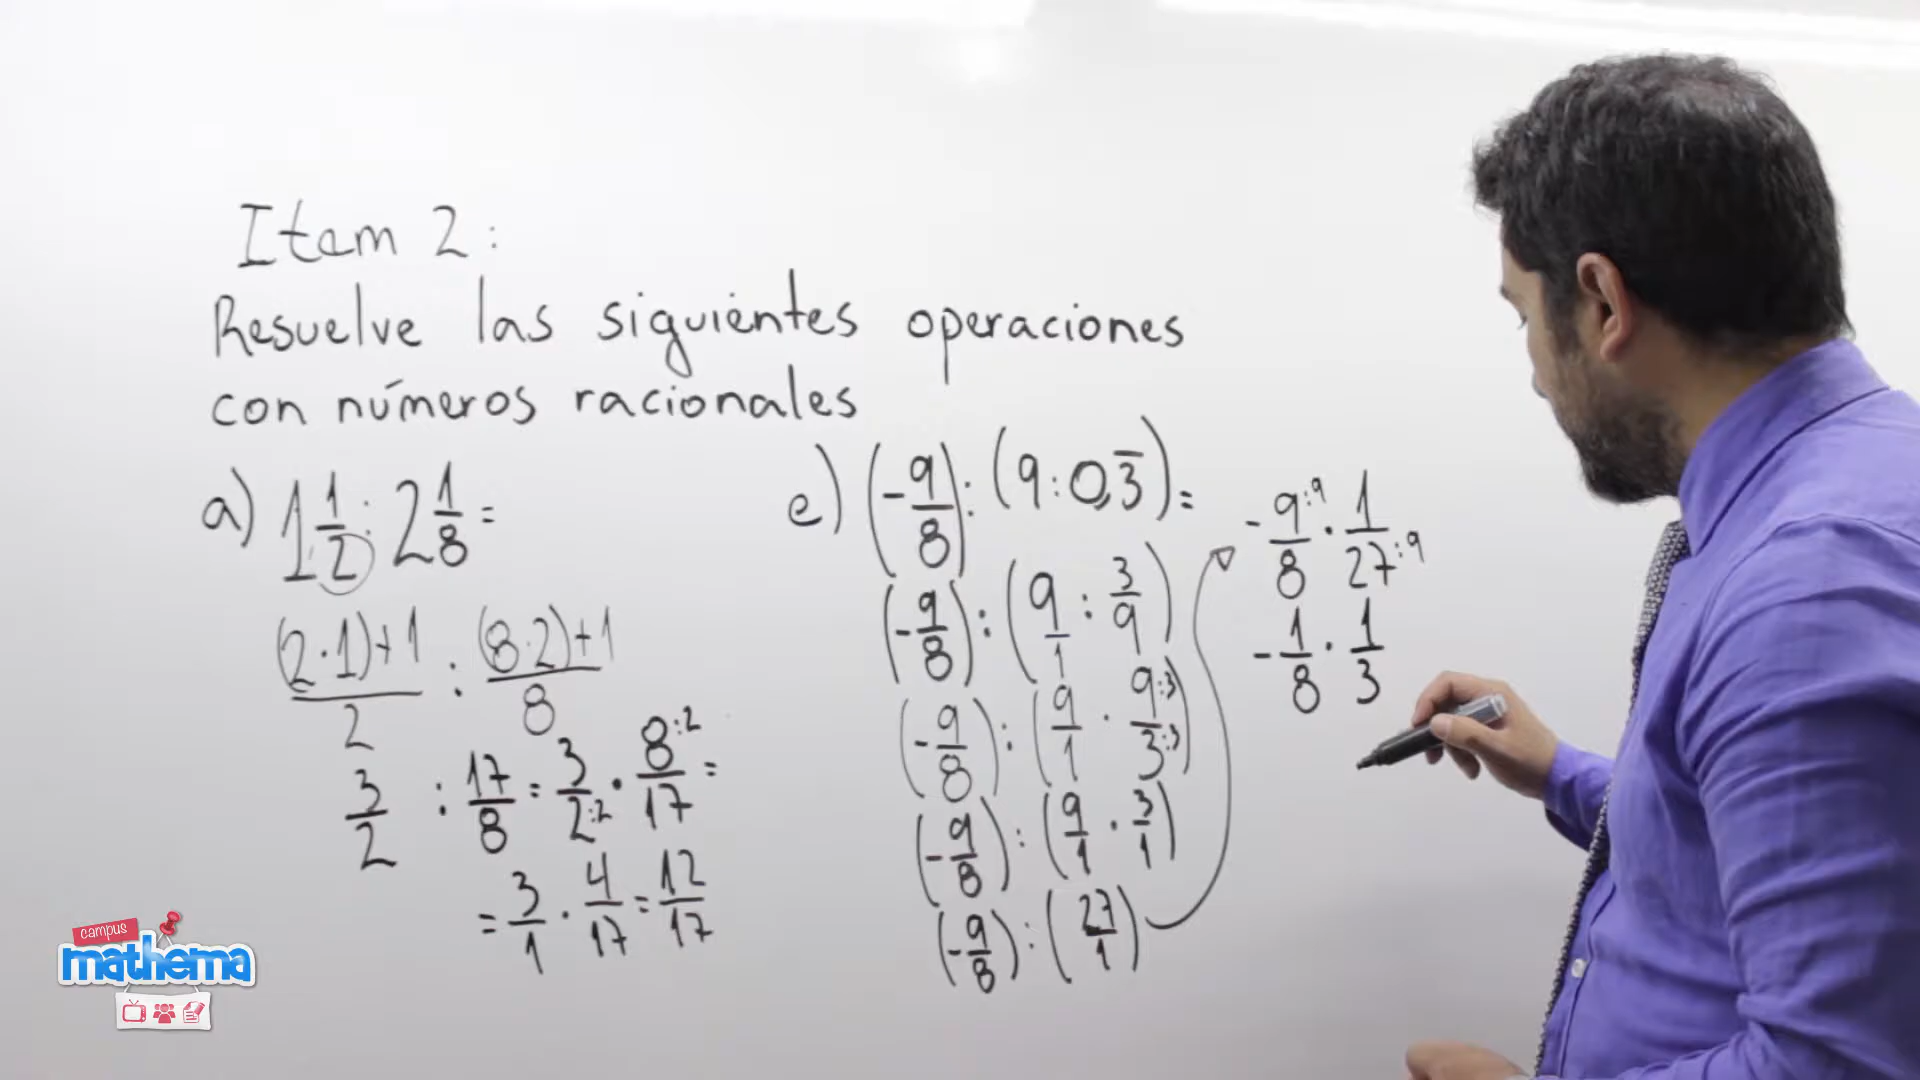 Item 2:
Resuelve las siguientes operaciones
con números racionales
a) 1 1/2 : 2 1/8 =
(2·1)+1/2 : (8·2)+1/8
3/2 : 17/8 = 3/2:2 · 8:2/17 =
= 3/1 · 4/17 = 12/17
e) (-9/8) : (9:0,3̅) =
(-9/8) : (9/1 : 3/9)
(-9/8) : (9/1 · 9:3/3:3)
(-9/8) : (9/1 · 3/1)
(-9/8) : (27/1)
-9:9/8 · 1/27:9
-1/8 · 1/3
campus
mathema